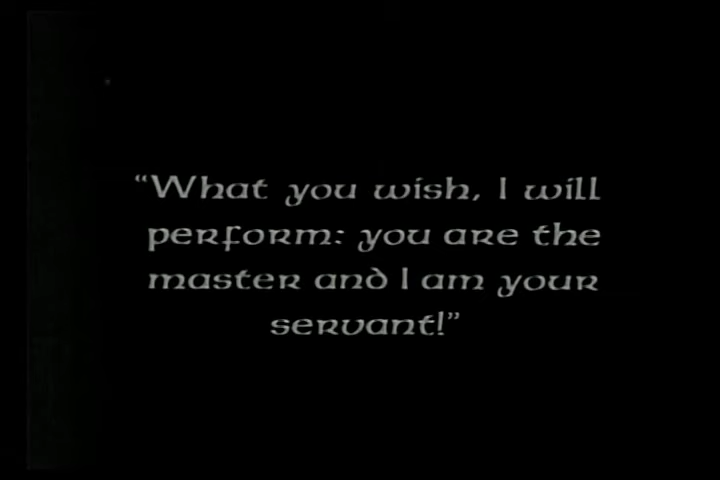 “What you wish, I will
perform: you are the
master and I am your
servant!”